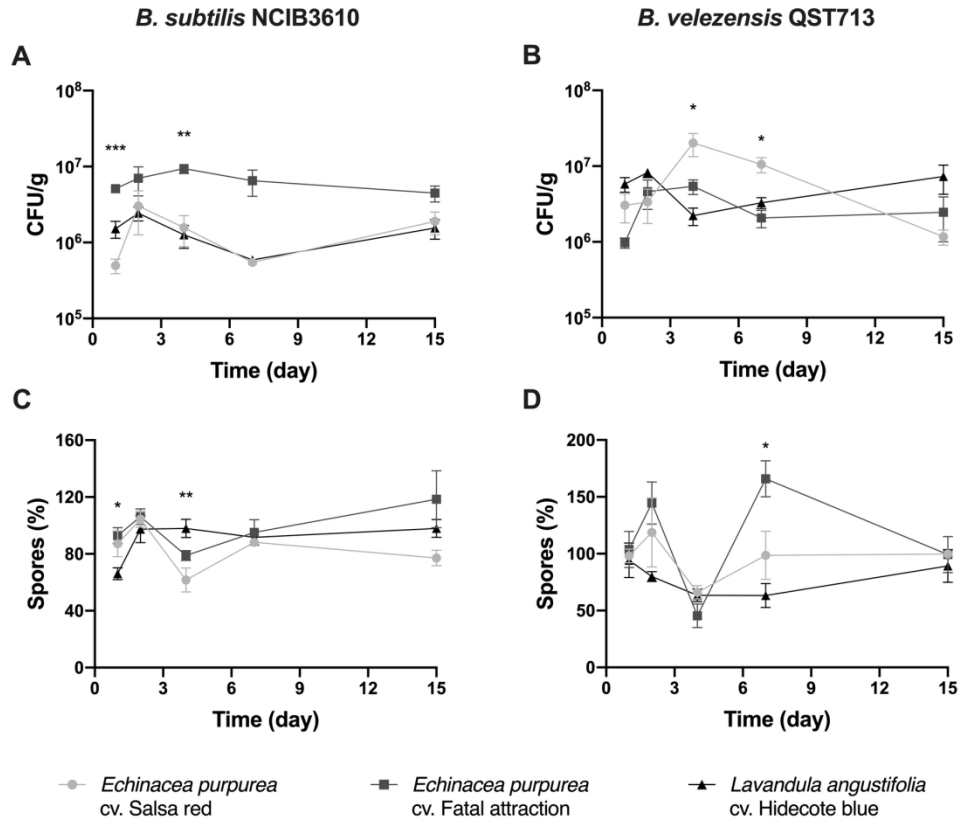 B. subtilis NCIB3610
B. velezensis QST713
A
CFU/g
10⁸
10⁷
10⁶
10⁵
***
**
0 3 6 9 12 15
Time (day)
B
CFU/g
10⁸
10⁷
10⁶
10⁵
*
*
0 3 6 9 12 15
Time (day)
C
Spores (%)
160
120
80
40
0
*
**
0 3 6 9 12 15
Time (day)
D
Spores (%)
200
150
100
50
0
*
0 3 6 9 12 15
Time (day)
Echinacea purpurea
cv. Salsa red
Echinacea purpurea
cv. Fatal attraction
Lavandula angustifolia
cv. Hidecote blue